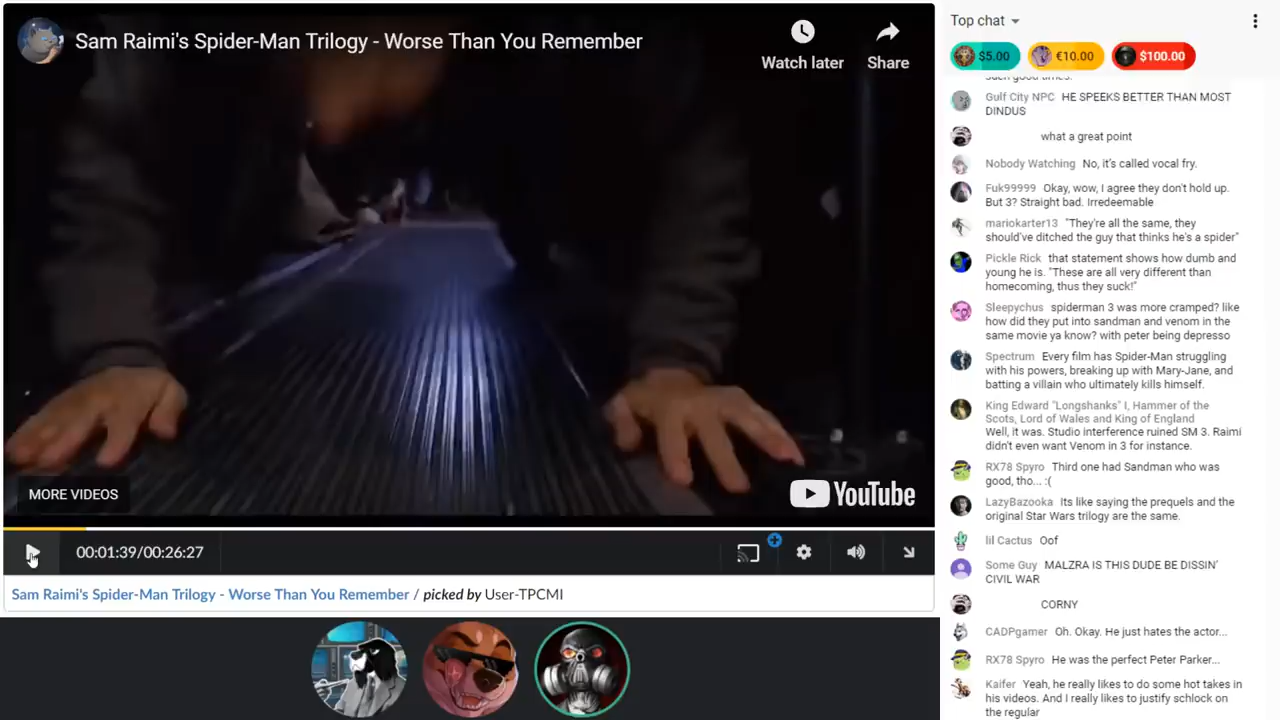 Sam Raimi's Spider-Man Trilogy - Worse Than You Remember
Watch later
Share
MORE VIDEOS
YouTube
00:01:39/00:26:27
Sam Raimi's Spider-Man Trilogy - Worse Than You Remember / picked by User-TPCMI
Top chat
$5.00
€10.00
$100.00
such good times.
Gulf City NPC HE SPEEKS BETTER THAN MOST
DINDUS
what a great point
Nobody Watching No, it's called vocal fry.
Fuk99999 Okay, wow, I agree they don't hold up.
But 3? Straight bad. Irredeemable
mariokarter13 "They're all the same, they
should've ditched the guy that thinks he's a spider"
Pickle Rick that statement shows how dumb and
young he is. "These are all very different than
homecoming, thus they suck!"
Sleepychus spiderman 3 was more cramped? like
how did they put into sandman and venom in the
same movie ya know? with peter being depresso
Spectrum Every film has Spider-Man struggling
with his powers, breaking up with Mary-Jane, and
batting a villain who ultimately kills himself.
King Edward "Longshanks" I, Hammer of the
Scots, Lord of Wales and King of England
Well, it was. Studio interference ruined SM 3. Raimi
didn't even want Venom in 3 for instance.
RX78 Spyro Third one had Sandman who was
good, tho... :(
LazyBazooka Its like saying the prequels and the
original Star Wars trilogy are the same.
lil Cactus Oof
Some Guy MALZRA IS THIS DUDE BE DISSIN'
CIVIL WAR
CORNY
CADPgamer Oh. Okay. He just hates the actor...
RX78 Spyro He was the perfect Peter Parker...
Kaifer Yeah, he really likes to do some hot takes in
his videos. And I really likes to justify schlock on
the regular